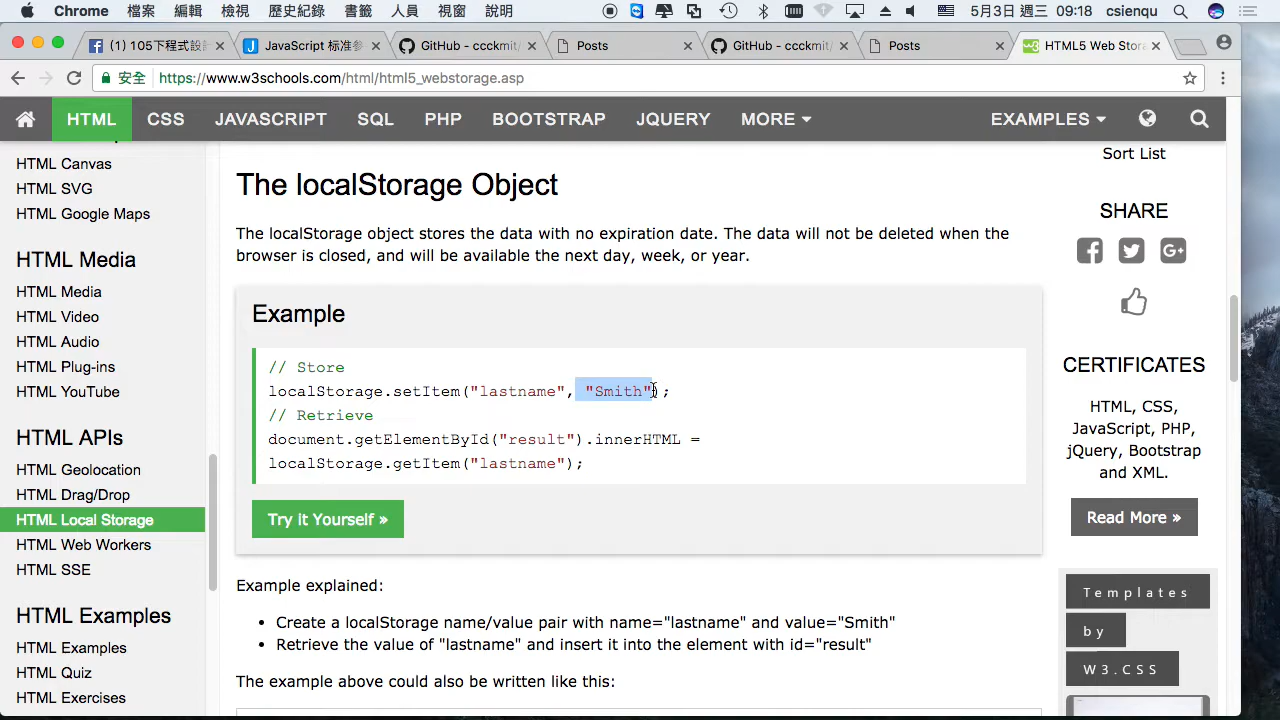 Chrome 檔案 編輯 檢視 歷史紀錄 書籤 人員 視窗 說明 5月3日 週三 09:18 csienqu
(1) 105下程式設計 JavaScript 标准参 GitHub - ccckmit/ Posts GitHub - ccckmit/ Posts HTML5 Web Stora
安全 https://www.w3schools.com/html/html5_webstorage.asp
HTML CSS JAVASCRIPT SQL PHP BOOTSTRAP JQUERY MORE EXAMPLES
HTML Canvas
HTML SVG
HTML Google Maps
HTML Media
HTML Media
HTML Video
HTML Audio
HTML Plug-ins
HTML YouTube
HTML APIs
HTML Geolocation
HTML Drag/Drop
HTML Local Storage
HTML Web Workers
HTML SSE
HTML Examples
HTML Examples
HTML Quiz
HTML Exercises
The localStorage Object
The localStorage object stores the data with no expiration date. The data will not be deleted when the
browser is closed, and will be available the next day, week, or year.
Example
// Store
localStorage.setItem("lastname", "Smith");
// Retrieve
document.getElementById("result").innerHTML =
localStorage.getItem("lastname");
Try it Yourself »
Example explained:
• Create a localStorage name/value pair with name="lastname" and value="Smith"
• Retrieve the value of "lastname" and insert it into the element with id="result"
The example above could also be written like this:
Sort List
SHARE
CERTIFICATES
HTML, CSS,
JavaScript, PHP,
jQuery, Bootstrap
and XML.
Read More »
Templates
by
W3.CSS